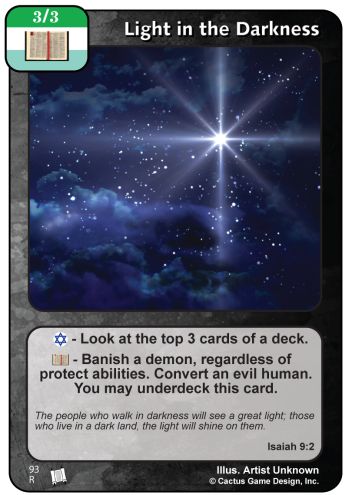 3/3
Light in the Darkness
- Look at the top 3 cards of a deck.
- Banish a demon, regardless of
protect abilities. Convert an evil human.
You may underdeck this card.
The people who walk in darkness will see a great light; those
who live in a dark land, the light will shine on them.
Isaiah 9:2
93
R
Illus. Artist Unknown
© Cactus Game Design, Inc.